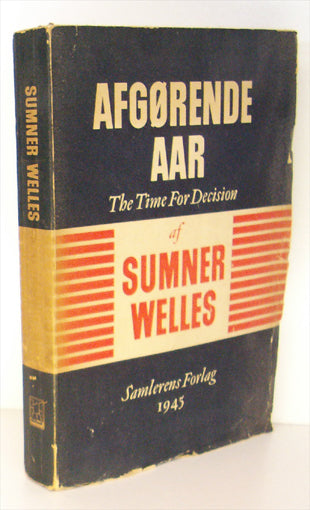 SUMNER WELLES
AFGØRENDE
AAR
The Time For Decision
af
SUMNER
WELLES
Samlerens Forlag
1945